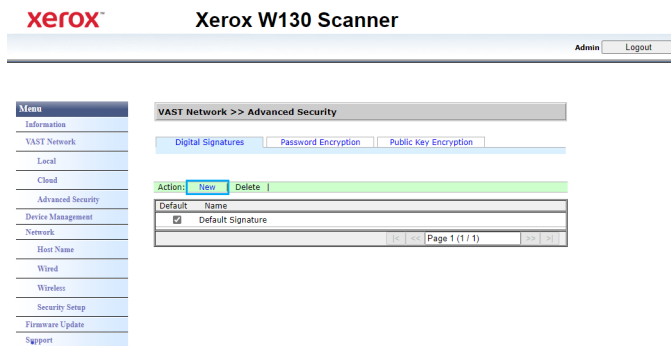 xerox™ Xerox W130 Scanner
Admin Logout
Menu
Information
VAST Network
Local
Cloud
Advanced Security
Device Management
Network
Host Name
Wired
Wireless
Security Setup
Firmware Update
Support
VAST Network >> Advanced Security
Digital Signatures Password Encryption Public Key Encryption
Action: New | Delete |
Default Name
Default Signature
|< << Page 1 (1 / 1) >> >|